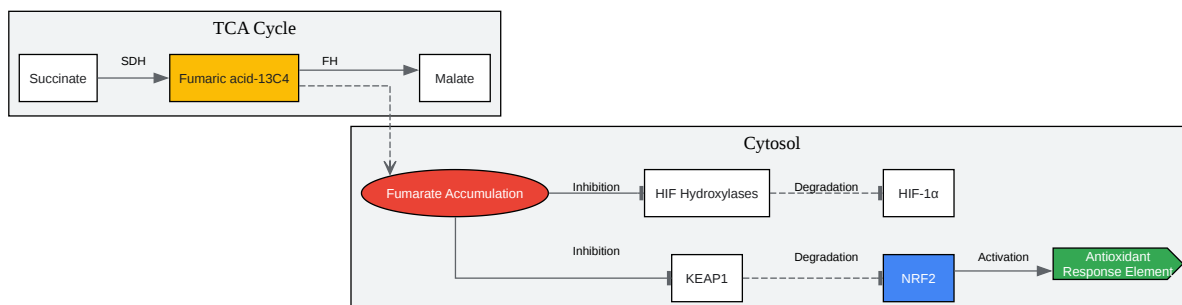 TCA Cycle
SDH
FH
Succinate
Fumaric acid-13C4
Malate
Cytosol
Inhibition
Degradation
Fumarate Accumulation
HIF Hydroxylases
HIF-1α
Inhibition
Degradation
Activation
Antioxidant
Response Element
KEAP1
NRF2